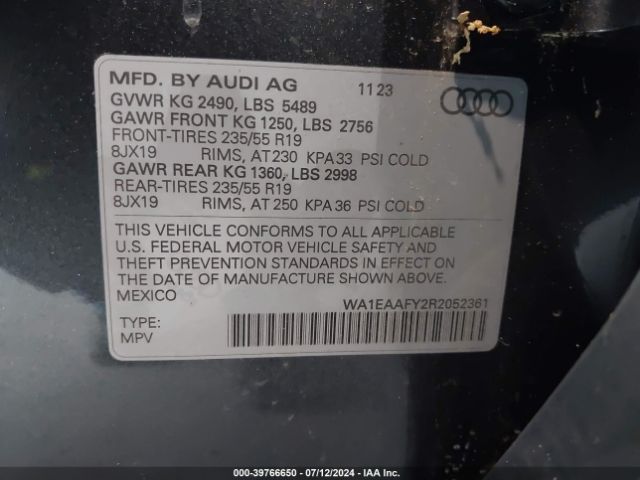 MFD. BY AUDI AG 11 23
GVWR KG 2490, LBS 5489
GAWR FRONT KG 1250, LBS 2756
FRONT-TIRES 235/55 R19
8JX19 RIMS, AT 230 KPA 33 PSI COLD
GAWR REAR KG 1360, LBS 2998
REAR-TIRES 235/55 R19
8JX19 RIMS, AT 250 KPA 36 PSI COLD
THIS VEHICLE CONFORMS TO ALL APPLICABLE
U.S. FEDERAL MOTOR VEHICLE SAFETY AND
THEFT PREVENTION STANDARDS IN EFFECT ON
THE DATE OF MANUFACTURE SHOWN ABOVE.
MEXICO WA1EAAFY2R2052361
TYPE:
MPV
000-39766650 - 07/12/2024 - IAA Inc.